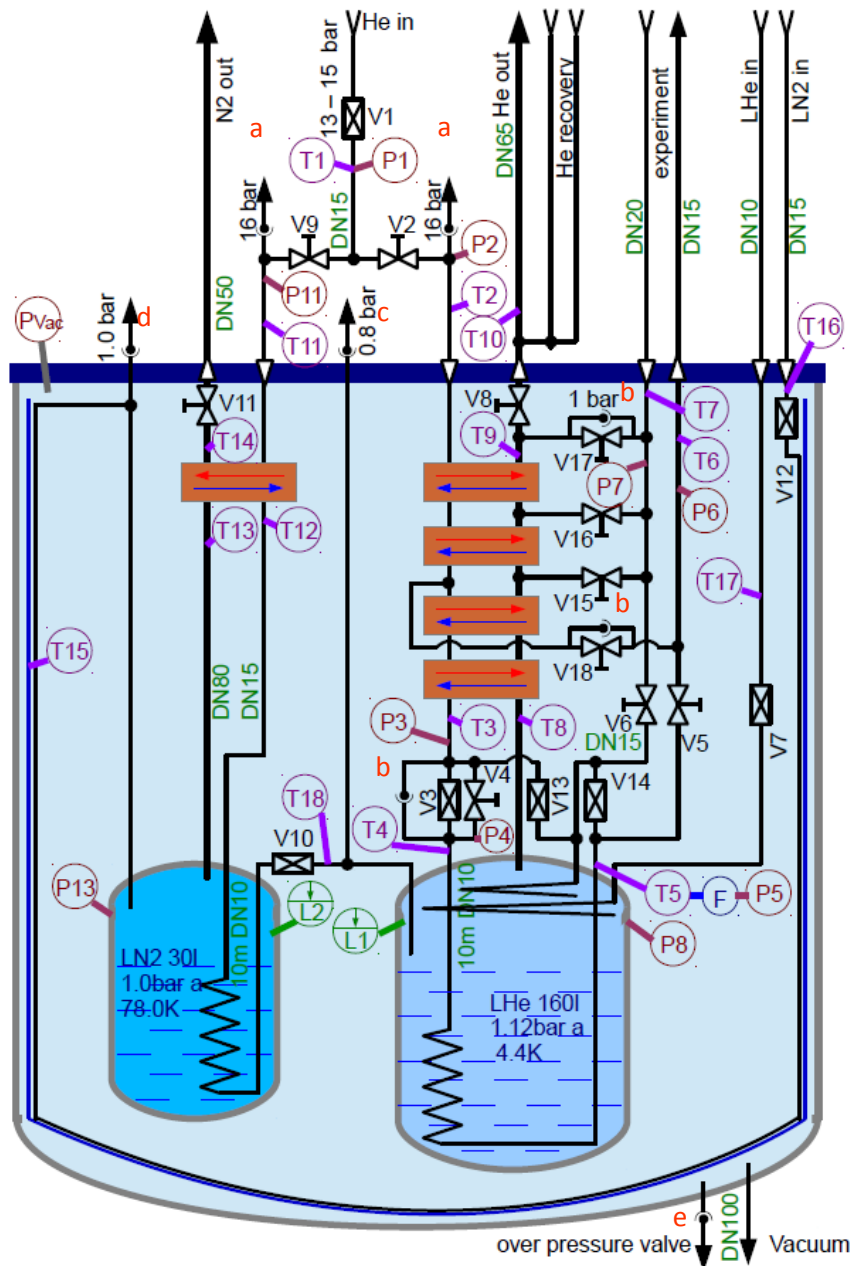 N2 out
He in
13 – 15 bar
V1
T1
P1
a
a
16 bar
V9
DN15
V2
16 bar
He out
DN65
He recovery
DN20
experiment
DN15
LHe in
DN10
LN2 in
DN15
P2
PVac
1.0 bar
d
DN50
P11
T11
c
0.8 bar
T2
T10
T16
V11
T14
V8
T9
1 bar
b
T7
T6
V12
V17
P7
P6
T13
T12
V16
T17
V15
b
T15
V18
DN80
DN15
P3
T3
T8
V6
DN15
V5
V7
b
V3
V4
V13
V14
T18
V10
T4
P4
P13
L2
L1
T5
F
P5
P8
10m DN10
10m DN10
LN2 30l
1.0bar a
78.0K
LHe 160l
1.12bar a
4.4K
e
over pressure valve
DN100
Vacuum